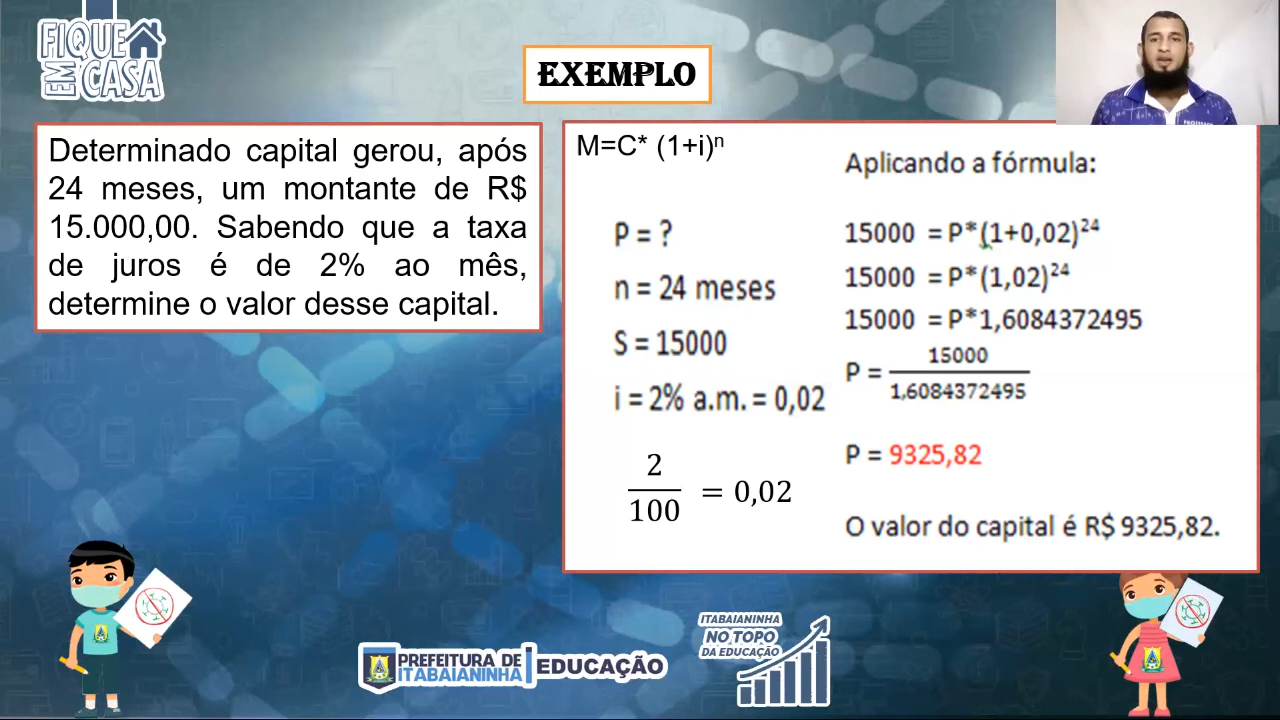 FIQUE
EM
CASA
EXEMPLO
Determinado capital gerou, após
24 meses, um montante de R$
15.000,00. Sabendo que a taxa
de juros é de 2% ao mês,
determine o valor desse capital.
M=C* (1+i)ⁿ
P = ?
n = 24 meses
S = 15000
i = 2% a.m. = 0,02
2
100
= 0,02
Aplicando a fórmula:
15000 = P*(1+0,02)²⁴
15000 = P*(1,02)²⁴
15000 = P*1,6084372495
P =
15000
1,6084372495
P = 9325,82
O valor do capital é R$ 9325,82.
PREFEITURA DE
ITABAIANINHA
EDUCAÇÃO
ITABAIANINHA
NO TOPO
DA EDUCAÇÃO